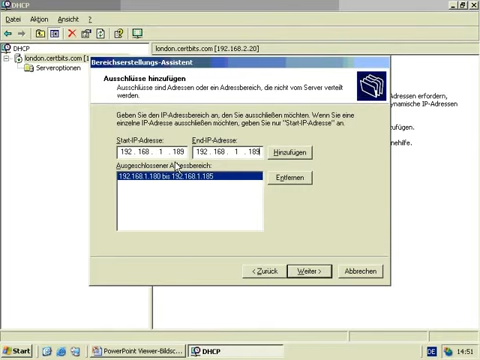 DHCP
Datei Aktion Ansicht ?
DHCP
london.certbits.com [
Serveroptionen
london.certbits.com [192.168.2.20]
Bereichserstellungs-Assistent
Ausschlüsse hinzufügen
Ausschlüsse sind Adressen oder ein Adressbereich, die nicht vom Server verteilt
werden.
Geben Sie den IP-Adressbereich an, den Sie ausschließen möchten. Wenn Sie eine
einzelne IP-Adresse ausschließen möchten, geben Sie nur "Start-IP-Adresse" an.
Start-IP-Adresse:
End-IP-Adresse:
192 . 168 . 1 . 189
192 . 168 . 1 . 189
Hinzufügen
Ausgeschlossener Adressbereich:
192.168.1.180 bis 192.168.1.185
Entfernen
< Zurück
Weiter >
Abbrechen
Adressen erfordern,
dynamische IP-Adressen
zufügen.
nehilfe.
Start
PowerPoint Viewer-Bildsc...
DHCP
DE
14:51